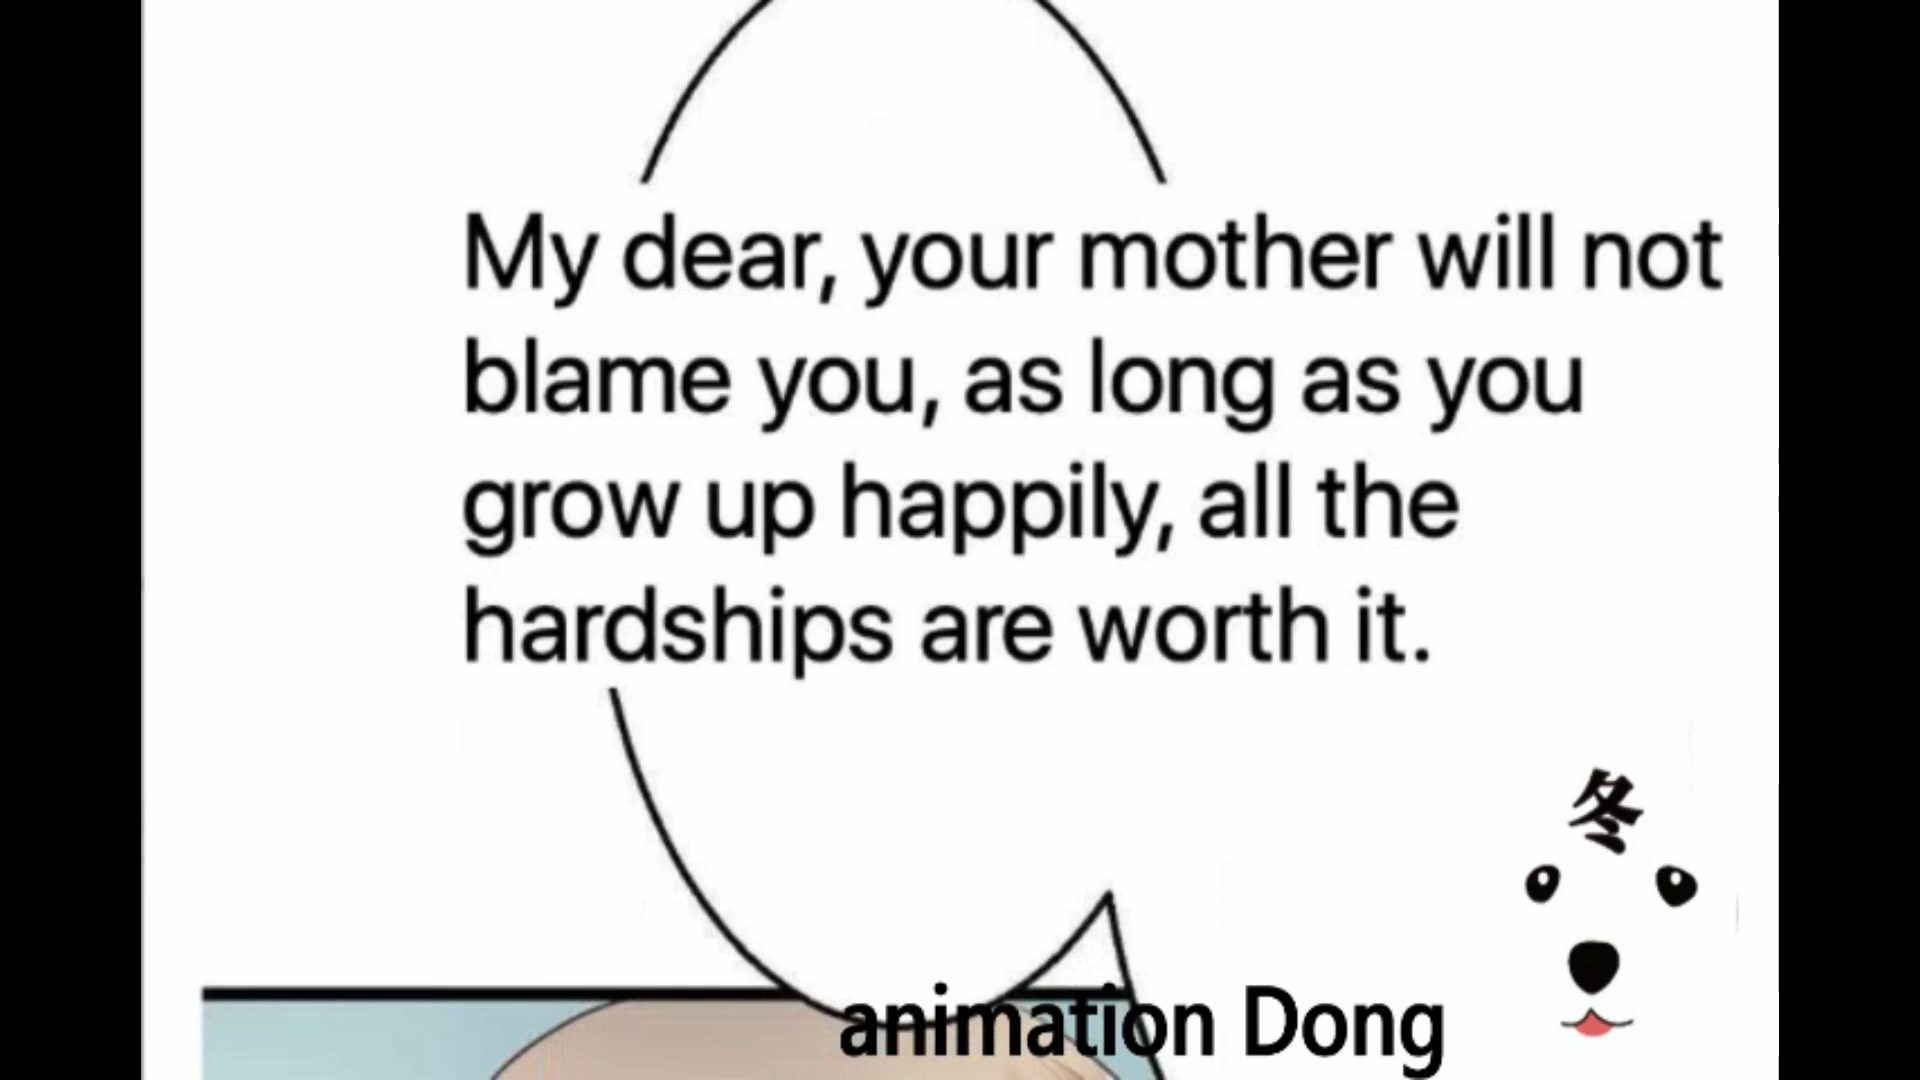 My dear, your mother will not
blame you, as long as you
grow up happily, all the
hardships are worth it.
冬
animation Dong